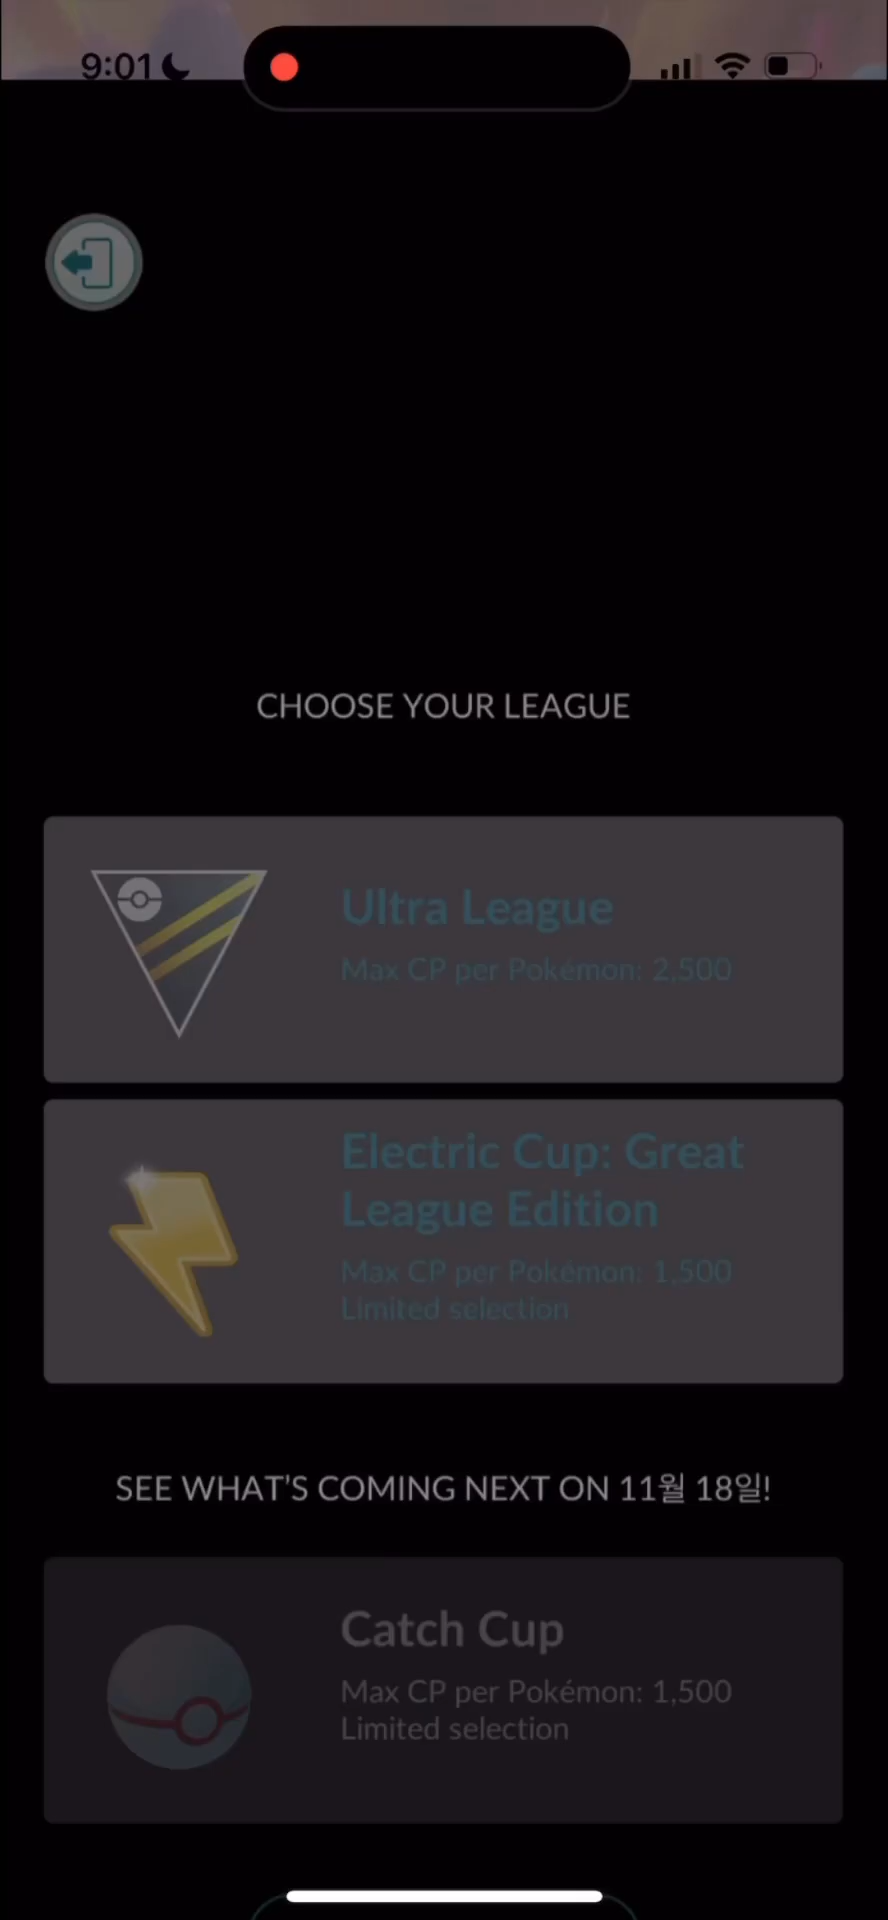 9:01
CHOOSE YOUR LEAGUE
Ultra League
Max CP per Pokémon: 2,500
Electric Cup: Great
League Edition
Max CP per Pokémon: 1,500
Limited selection
SEE WHAT'S COMING NEXT ON 11월 18일!
Catch Cup
Max CP per Pokémon: 1,500
Limited selection